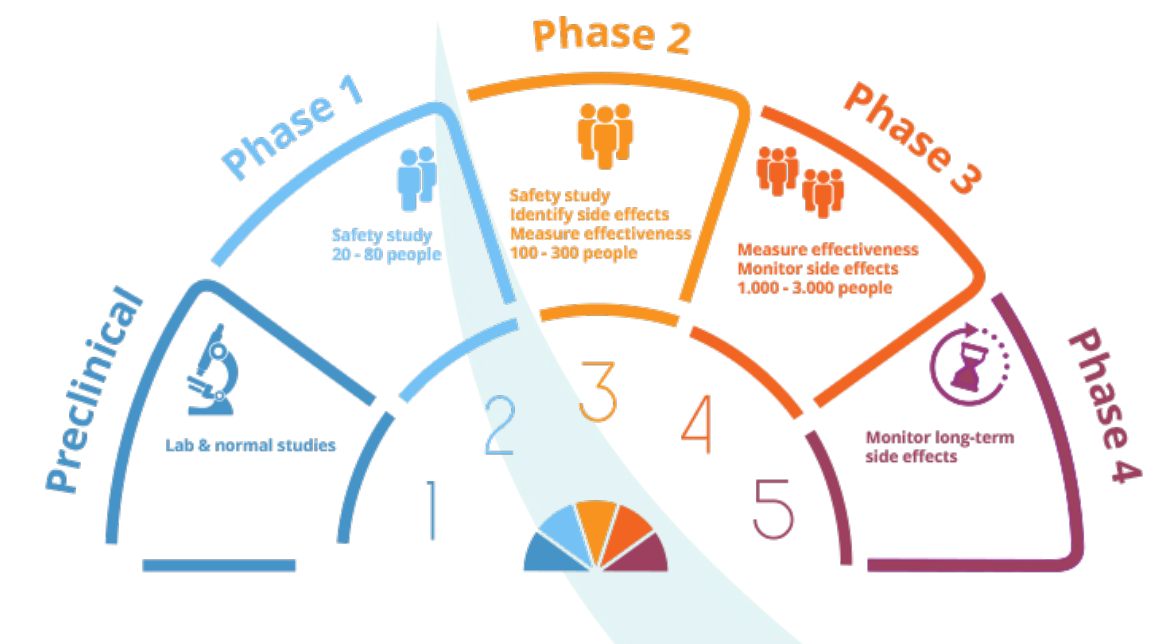 Preclinical
Lab & normal studies
1
Phase 1
Safety study
20 - 80 people
2
Phase 2
Safety study
Identify side effects
Measure effectiveness
100 - 300 people
3
Phase 3
Measure effectiveness
Monitor side effects
1.000 - 3.000 people
4
Phase 4
Monitor long-term
side effects
5